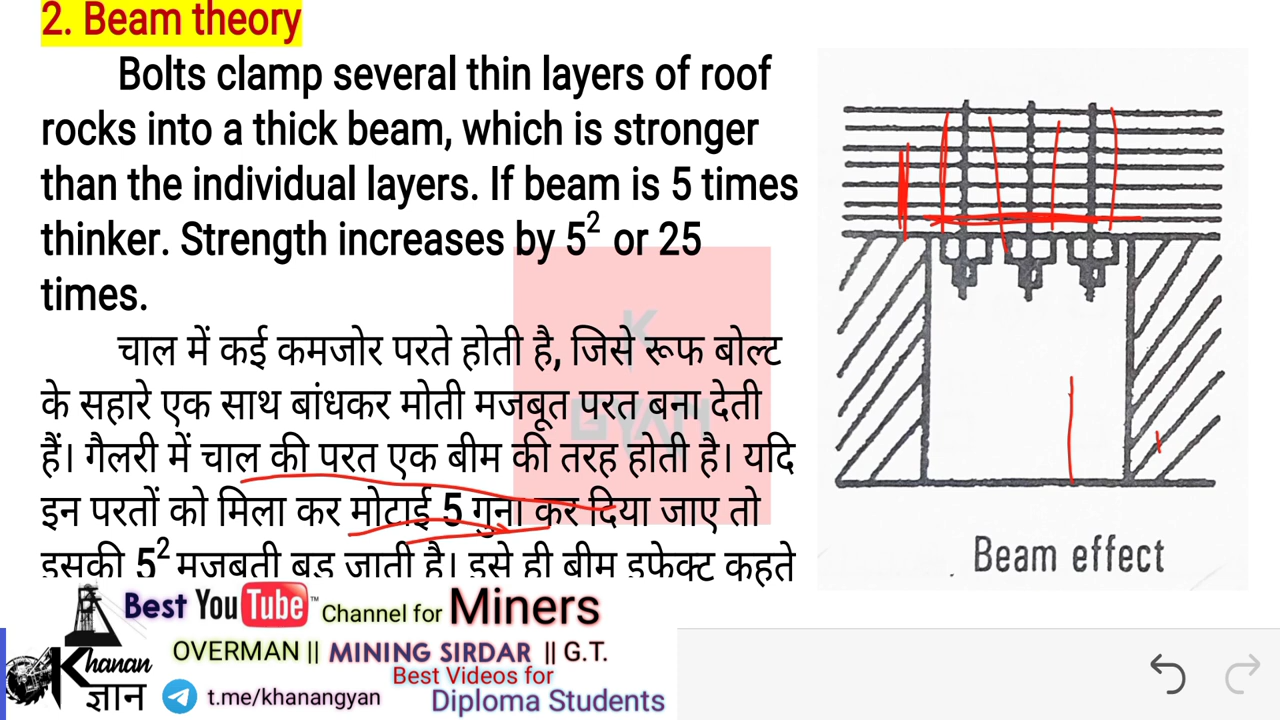 2. Beam theory
Bolts clamp several thin layers of roof
rocks into a thick beam, which is stronger
than the individual layers. If beam is 5 times
thinker. Strength increases by 5² or 25
times.
चाल में कई कमजोर परते होती है, जिसे रूफ बोल्ट
के सहारे एक साथ बांधकर मोती मजबूत परत बना देती
हैं। गैलरी में चाल की परत एक बीम की तरह होती है। यदि
इन परतों को मिला कर मोटाई 5 गुना कर दिया जाए तो
इसकी 5² मजबूती बड़ जाती है। इसे ही बीम इफेक्ट कहते
Beam effect
K
GYAN
Best YouTube™ Channel for Miners
OVERMAN || MINING SIRDAR || G.T.
Best Videos for
Diploma Students
Khanan
ज्ञान
t.me/khanangyan